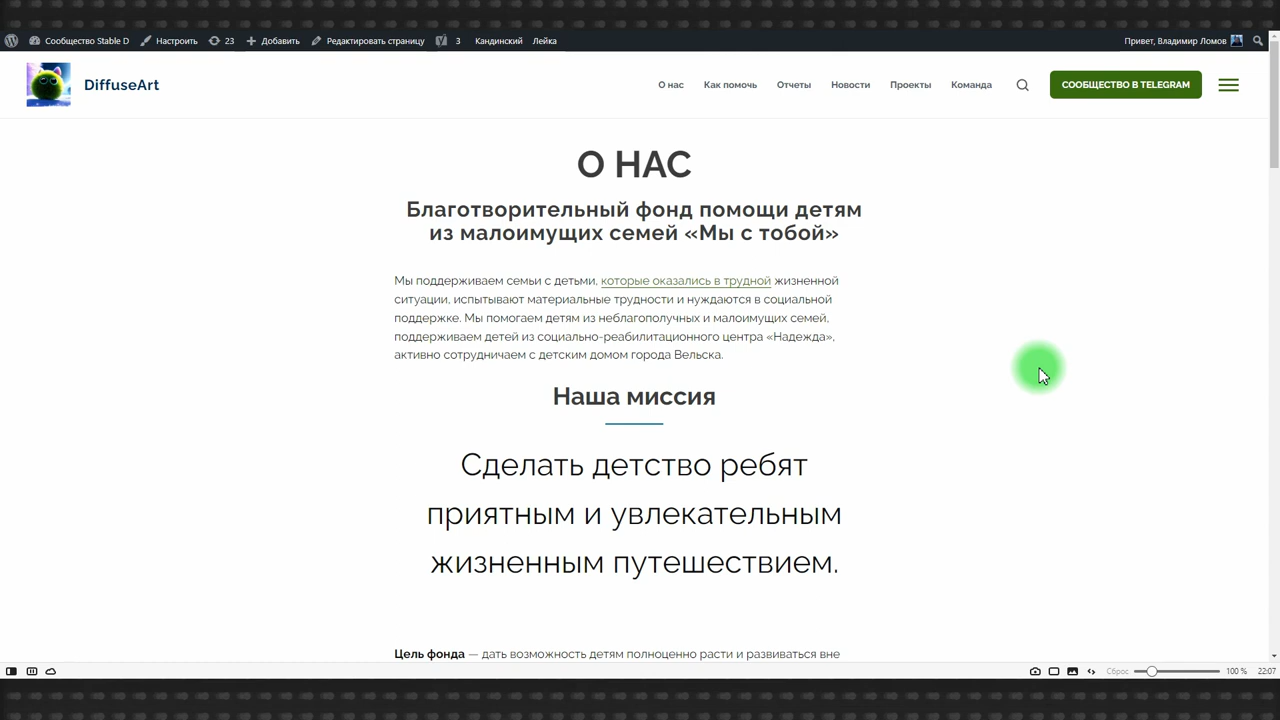 Сообщество Stable D Настроить 23 Добавить Редактировать страницу 3 Кандинский Лейка Привет, Владимир Ломов
DiffuseArt О нас Как помочь Отчеты Новости Проекты Команда СООБЩЕСТВО В TELEGRAM
О НАС
Благотворительный фонд помощи детям
из малоимущих семей «Мы с тобой»
Мы поддерживаем семьи с детьми, которые оказались в трудной жизненной
ситуации, испытывают материальные трудности и нуждаются в социальной
поддержке. Мы помогаем детям из неблагополучных и малоимущих семей,
поддерживаем детей из социально-реабилитационного центра «Надежда»,
активно сотрудничаем с детским домом города Вельска.
Наша миссия
Сделать детство ребят
приятным и увлекательным
жизненным путешествием.
Цель фонда — дать возможность детям полноценно расти и развиваться вне
Сброс 100 % 22:07